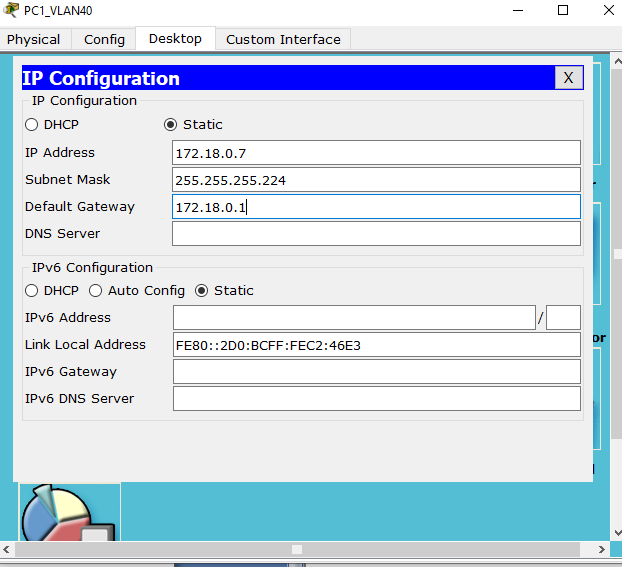 PC1_VLAN40
Physical Config Desktop Custom Interface
IP Configuration X
IP Configuration
DHCP Static
IP Address 172.18.0.7
Subnet Mask 255.255.255.224
Default Gateway 172.18.0.1
DNS Server
IPv6 Configuration
DHCP Auto Config Static
IPv6 Address /
Link Local Address FE80::2D0:BCFF:FEC2:46E3
IPv6 Gateway
IPv6 DNS Server